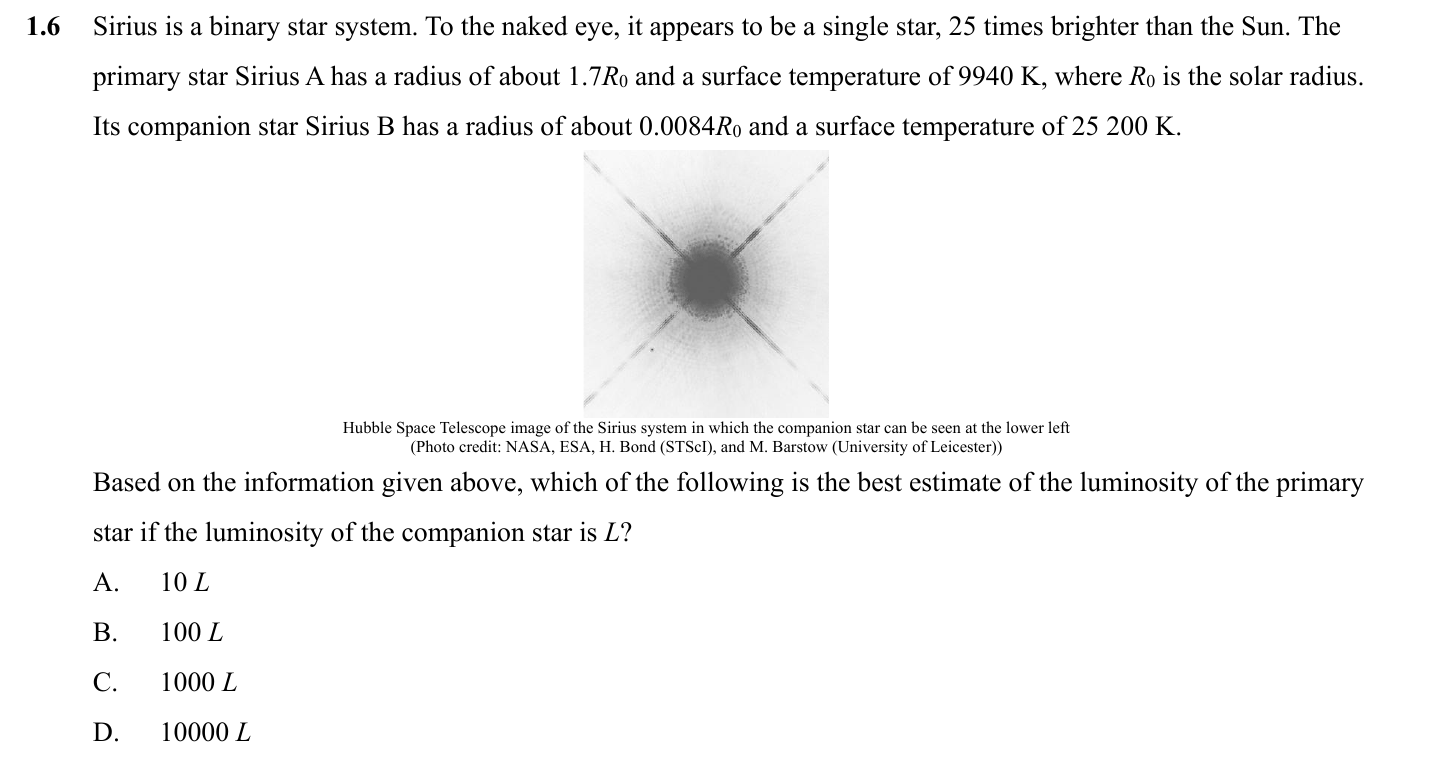 1.6 Sirius is a binary star system. To the naked eye, it appears to be a single star, 25 times brighter than the Sun. The
primary star Sirius A has a radius of about 1.7R0 and a surface temperature of 9940 K, where R0 is the solar radius.
Its companion star Sirius B has a radius of about 0.0084R0 and a surface temperature of 25 200 K.
Hubble Space Telescope image of the Sirius system in which the companion star can be seen at the lower left
(Photo credit: NASA, ESA, H. Bond (STScI), and M. Barstow (University of Leicester))
Based on the information given above, which of the following is the best estimate of the luminosity of the primary
star if the luminosity of the companion star is L?
A. 10 L
B. 100 L
C. 1000 L
D. 10000 L